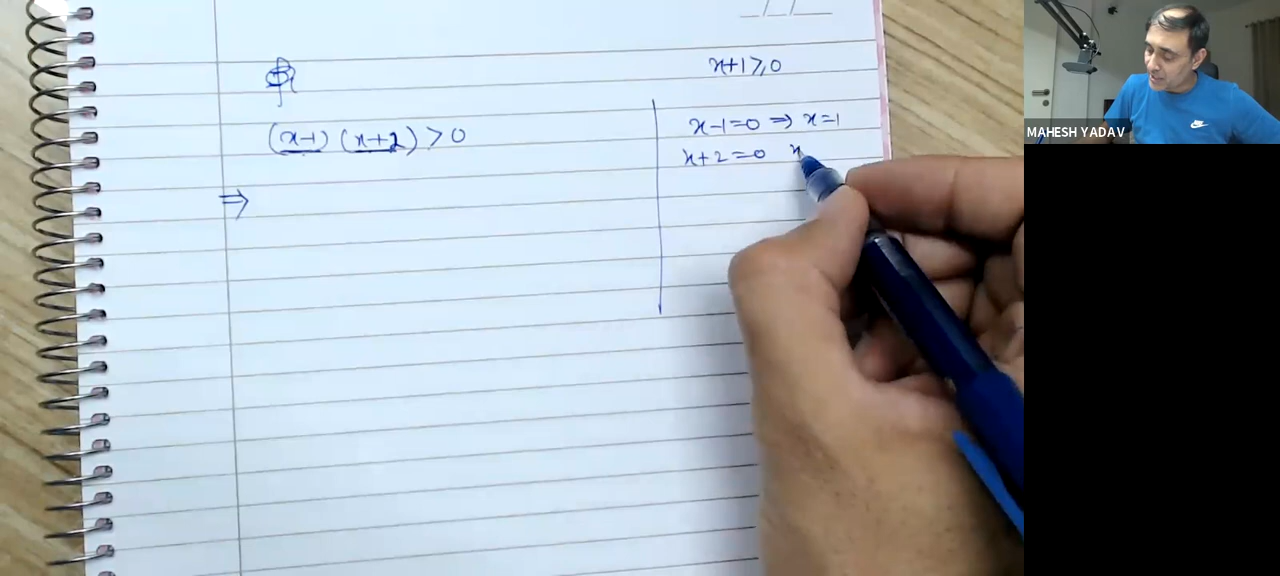 x+1≥0
(x-1) (x+2) > 0
⇒
x-1=0 ⇒ x=1
x+2=0 x
MAHESH YADAV